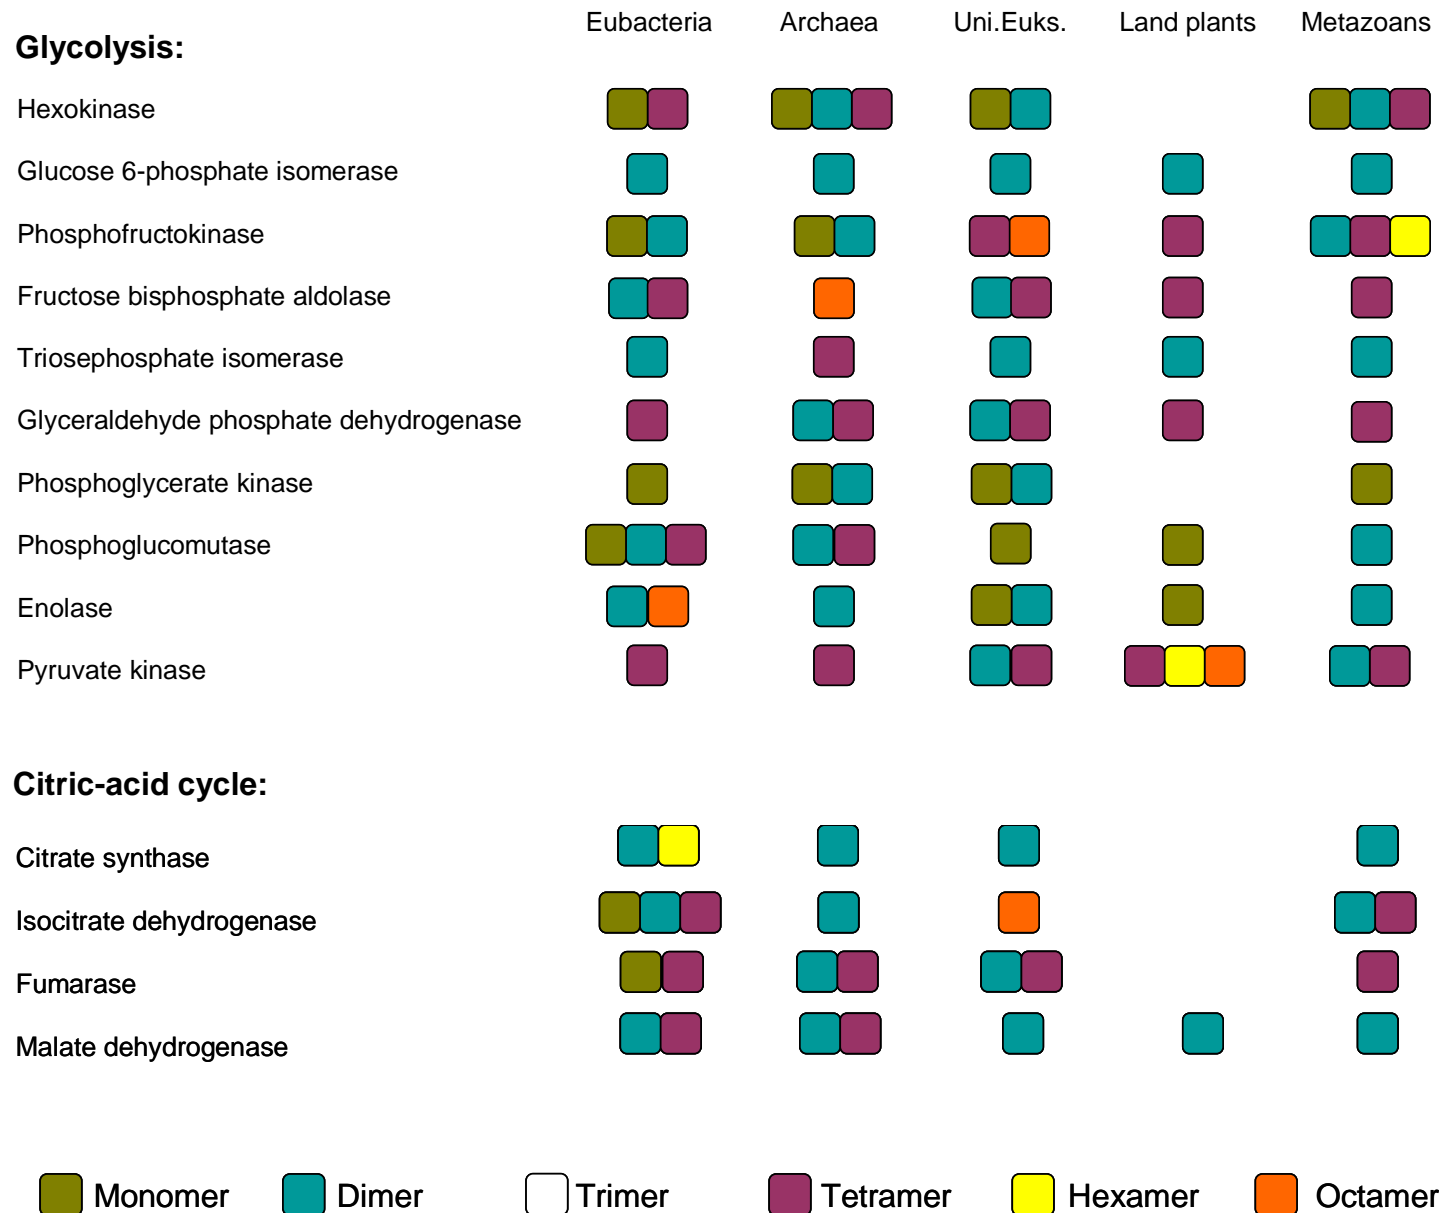 Eubacteria Archaea Uni.Euks. Land plants Metazoans
Glycolysis:
Hexokinase
Glucose 6-phosphate isomerase
Phosphofructokinase
Fructose bisphosphate aldolase
Triosephosphate isomerase
Glyceraldehyde phosphate dehydrogenase
Phosphoglycerate kinase
Phosphoglucomutase
Enolase
Pyruvate kinase
Citric-acid cycle:
Citrate synthase
Isocitrate dehydrogenase
Fumarase
Malate dehydrogenase
Monomer Dimer Trimer Tetramer Hexamer Octamer